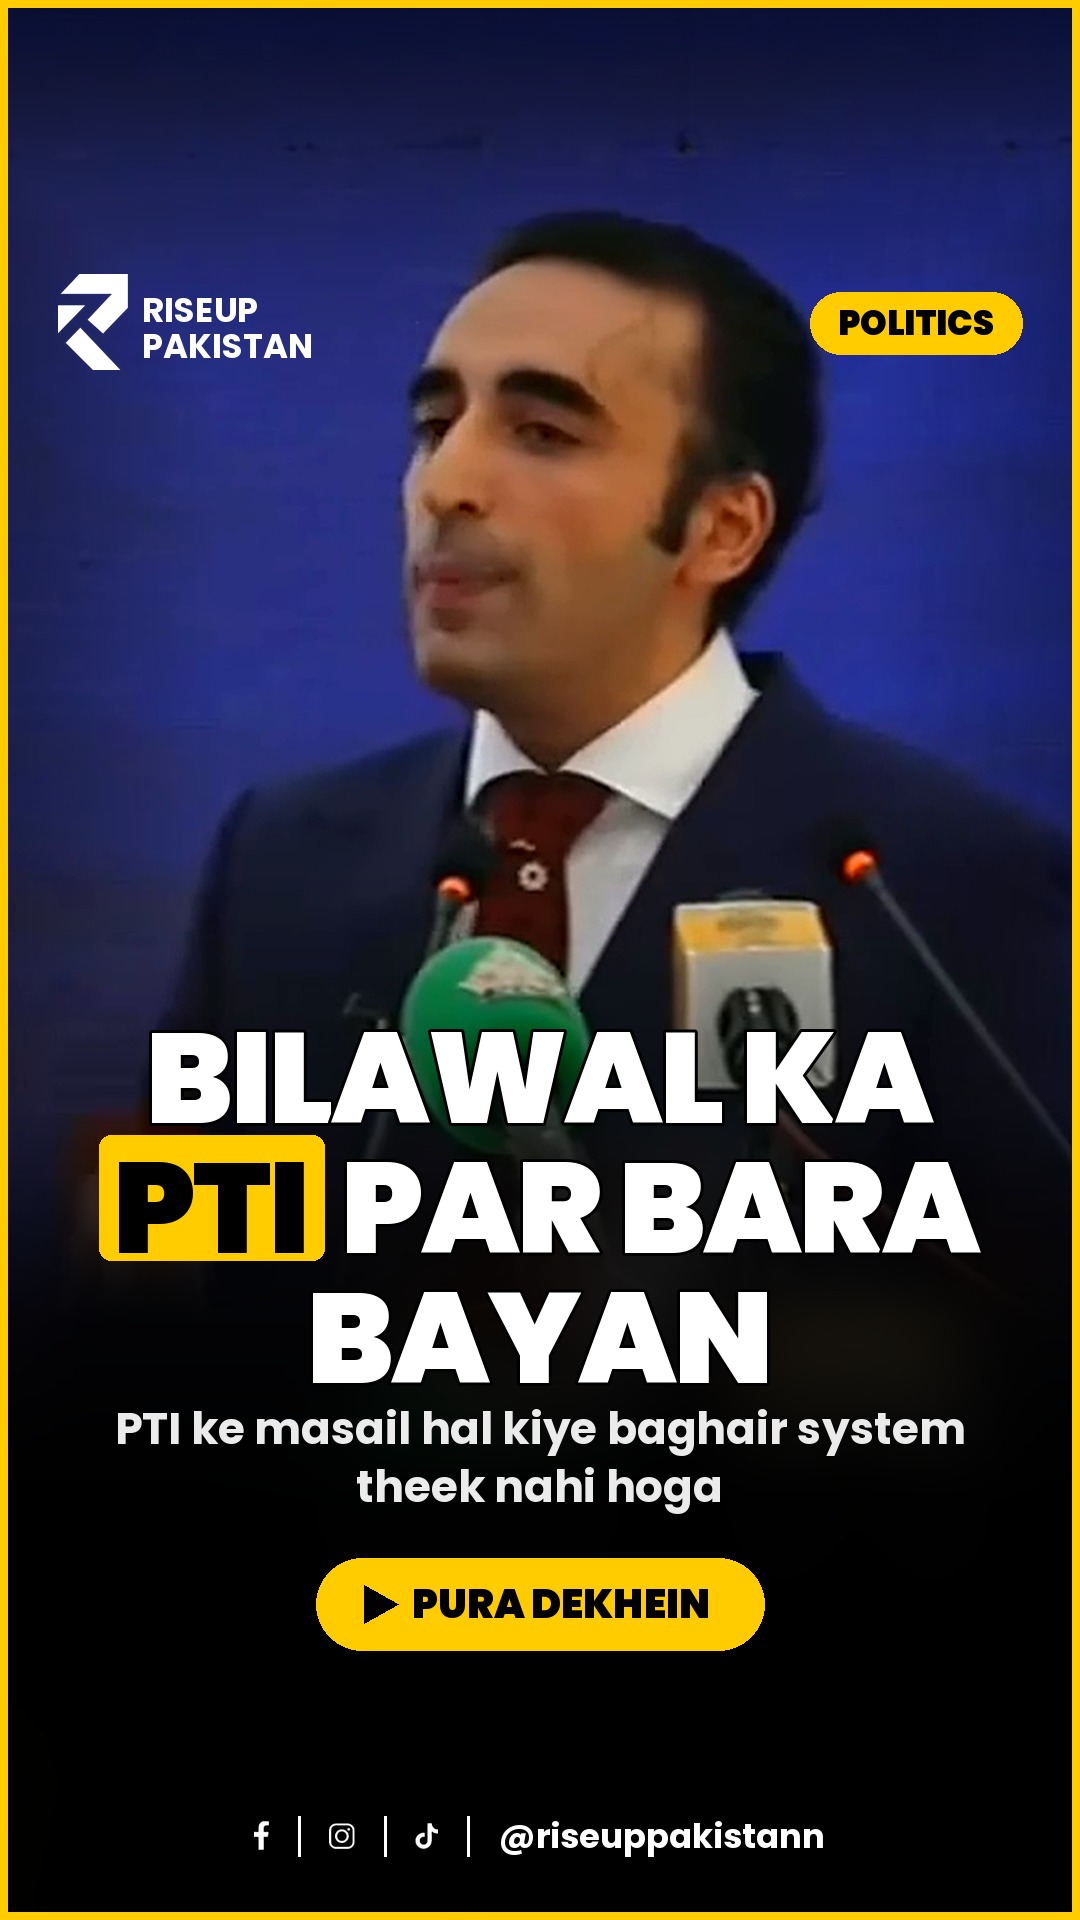 RISEUP
PAKISTAN
POLITICS
BILAWAL KA
PTI PAR BARA
BAYAN
PTI ke masail hal kiye baghair system
theek nahi hoga
PURA DEKHEIN
@riseuppakistann